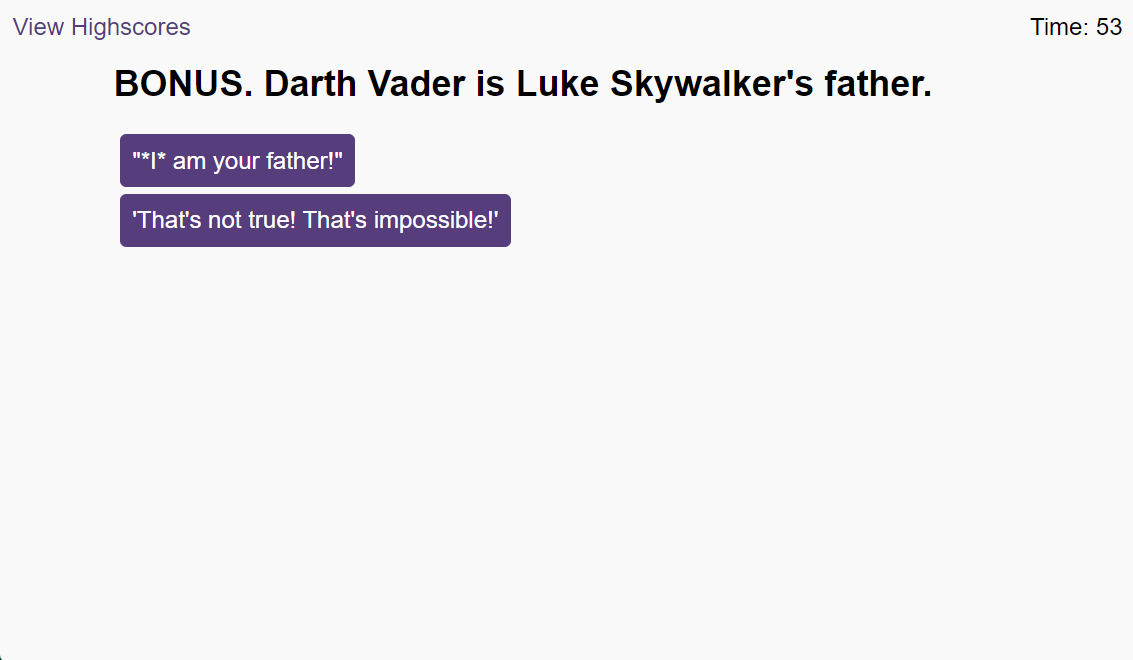 View Highscores
Time: 53
BONUS. Darth Vader is Luke Skywalker's father.
"*I* am your father!"
'That's not true! That's impossible!'